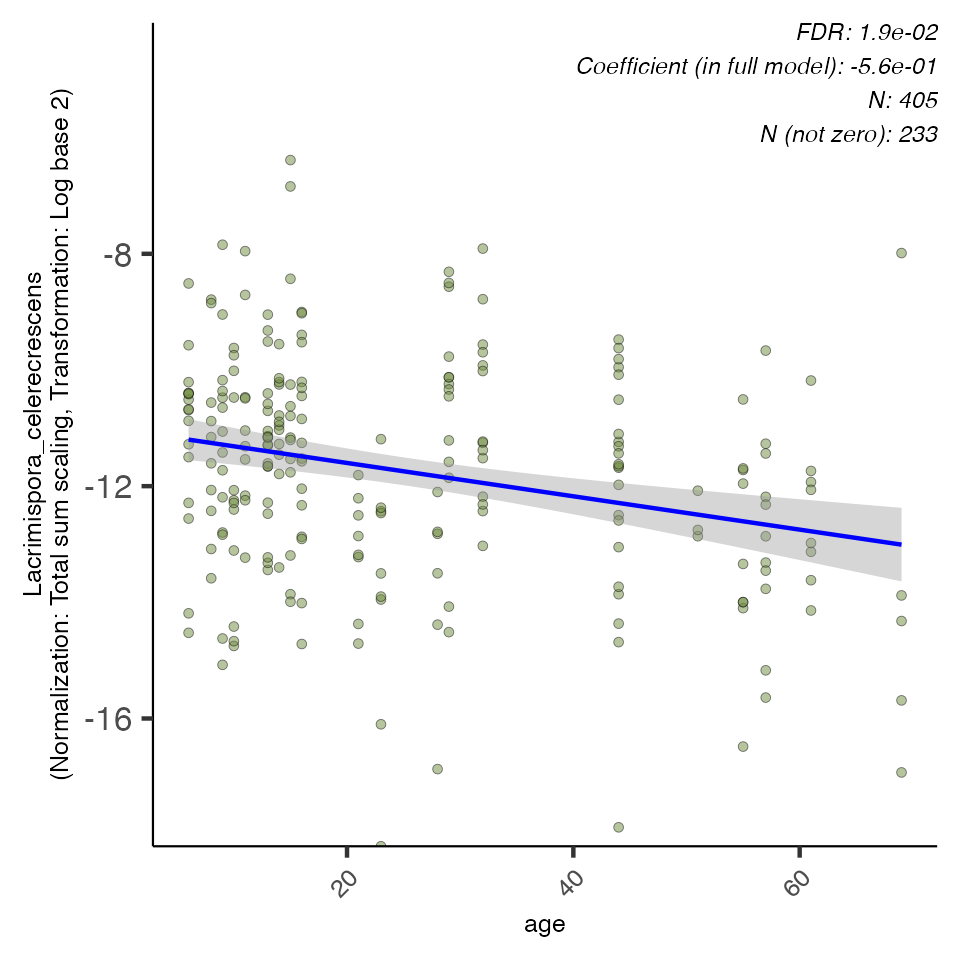 FDR: 1.9e-02
Coefficient (in full model): -5.6e-01
N: 405
N (not zero): 233
Lacrimispora_celerecrescens
(Normalization: Total sum scaling, Transformation: Log base 2)
-8
-12
-16
20
40
60
age